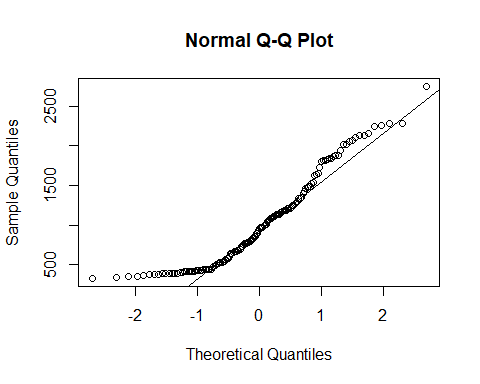 Normal Q-Q Plot
Sample Quantiles
2500
1500
500
-2 -1 0 1 2
Theoretical Quantiles